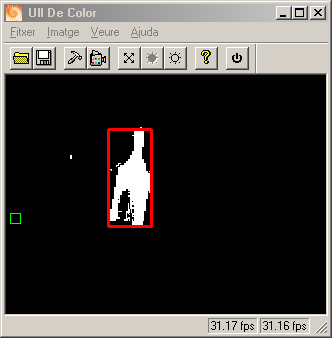 Ull De Color
Fitxer Imatge Veure Ajuda
31.17 fps 31.16 fps